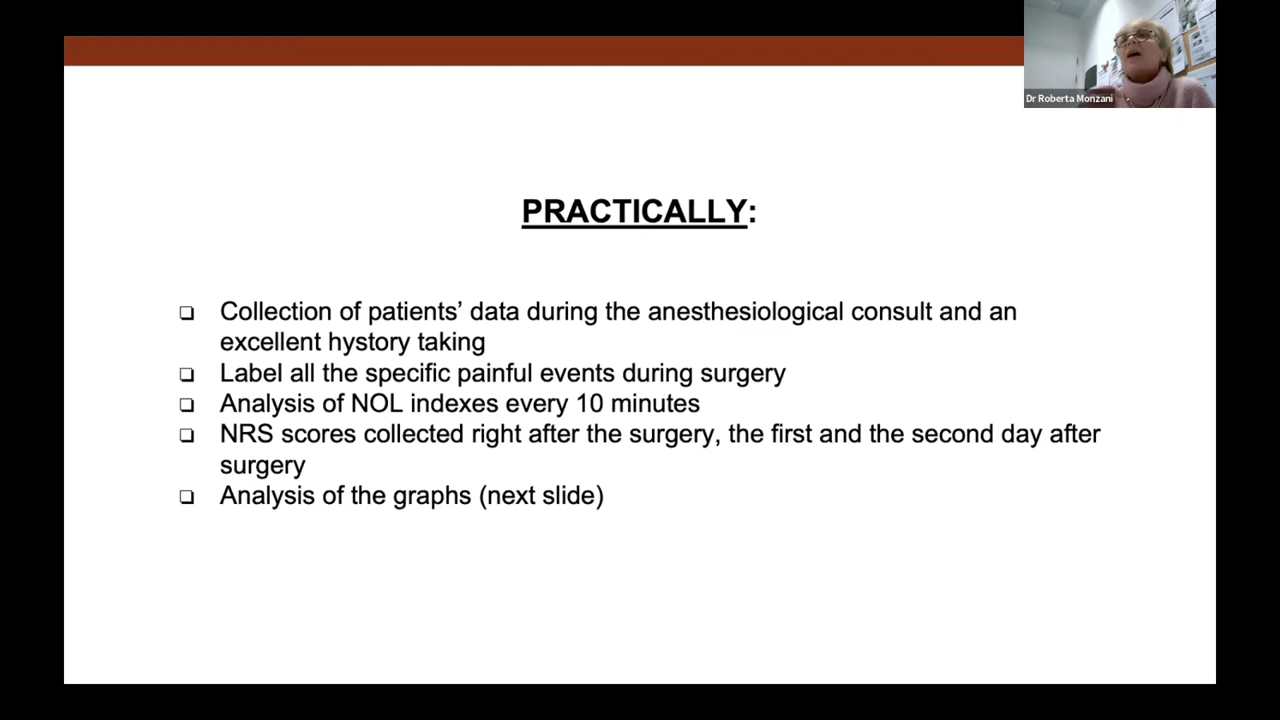 Dr Roberta Monzani
PRACTICALLY:
❏ Collection of patients’ data during the anesthesiological consult and an
excellent hystory taking
❏ Label all the specific painful events during surgery
❏ Analysis of NOL indexes every 10 minutes
❏ NRS scores collected right after the surgery, the first and the second day after
surgery
❏ Analysis of the graphs (next slide)